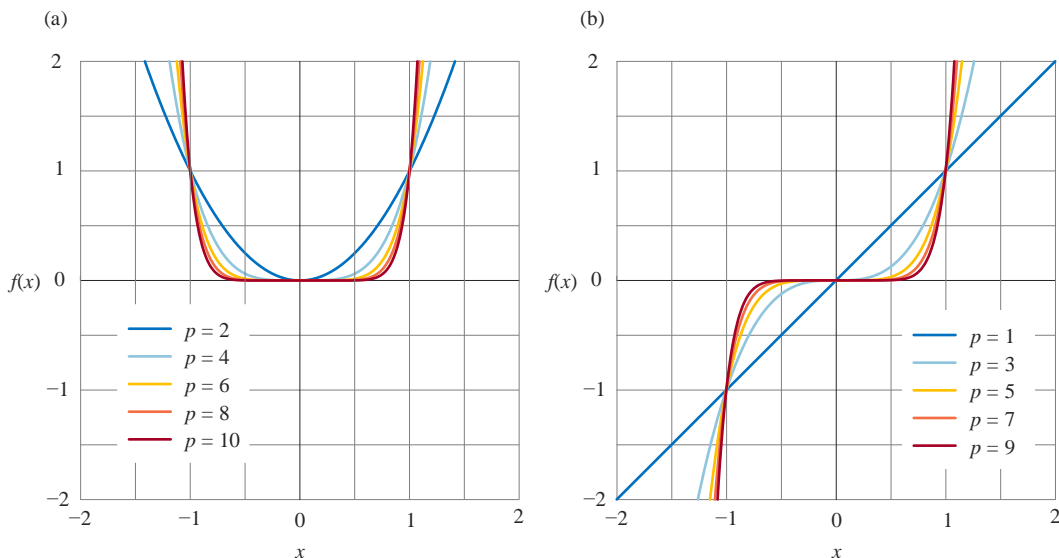 (a)
2
1
f(x) 0
−1
−2
−2 −1 0 1 2
x
p = 2
p = 4
p = 6
p = 8
p = 10
(b)
2
1
f(x) 0
−1
−2
−2 −1 0 1 2
x
p = 1
p = 3
p = 5
p = 7
p = 9